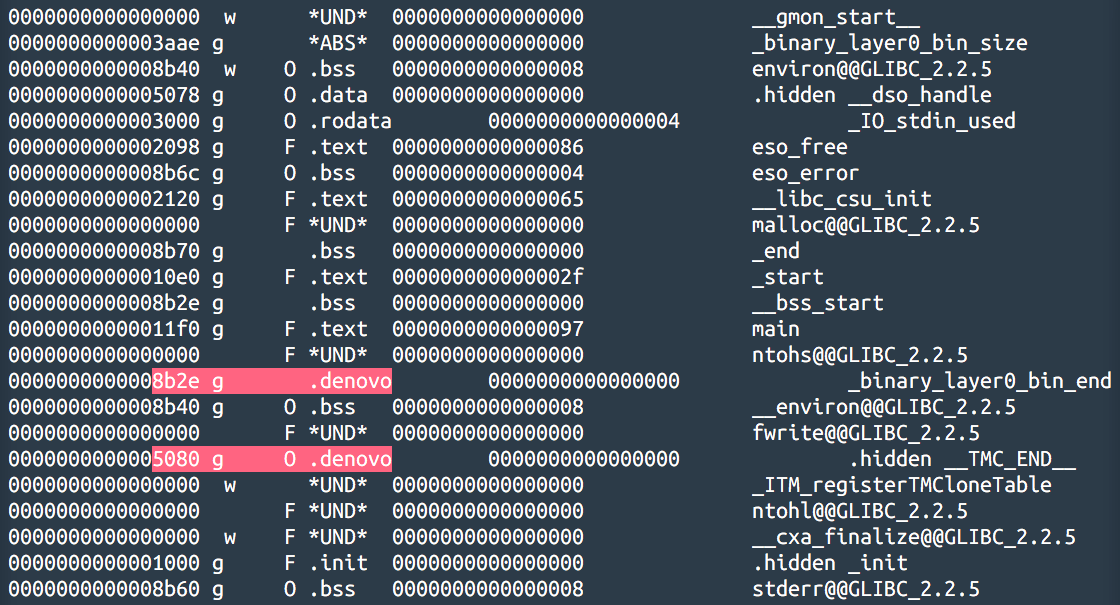 0000000000000000  w      *UND*  0000000000000000              __gmon_start__
0000000000003aae g       *ABS*  0000000000000000              _binary_layer0_bin_size
0000000000008b40  w    O .bss   0000000000000008              environ@@GLIBC_2.2.5
0000000000005078 g     O .data  0000000000000000              .hidden __dso_handle
0000000000003000 g     O .rodata        0000000000000004              _IO_stdin_used
0000000000002098 g     F .text  0000000000000086              eso_free
0000000000008b6c g     O .bss   0000000000000004              eso_error
0000000000002120 g     F .text  0000000000000065              __libc_csu_init
0000000000000000       F *UND*  0000000000000000              malloc@@GLIBC_2.2.5
0000000000008b70 g       .bss   0000000000000000              _end
00000000000010e0 g     F .text  000000000000002f              _start
0000000000008b2e g       .bss   0000000000000000              __bss_start
00000000000011f0 g     F .text  0000000000000097              main
0000000000000000       F *UND*  0000000000000000              ntohs@@GLIBC_2.2.5
0000000000008b2e g       .denovo        0000000000000000              _binary_layer0_bin_end
0000000000008b40 g     O .bss   0000000000000008              __environ@@GLIBC_2.2.5
0000000000000000       F *UND*  0000000000000000              fwrite@@GLIBC_2.2.5
0000000000005080 g     O .denovo        0000000000000000              .hidden __TMC_END__
0000000000000000  w      *UND*  0000000000000000              _ITM_registerTMCloneTable
0000000000000000       F *UND*  0000000000000000              ntohl@@GLIBC_2.2.5
0000000000000000  w    F *UND*  0000000000000000              __cxa_finalize@@GLIBC_2.2.5
0000000000001000 g     F .init  0000000000000000              .hidden _init
0000000000008b60 g     O .bss   0000000000000008              stderr@@GLIBC_2.2.5